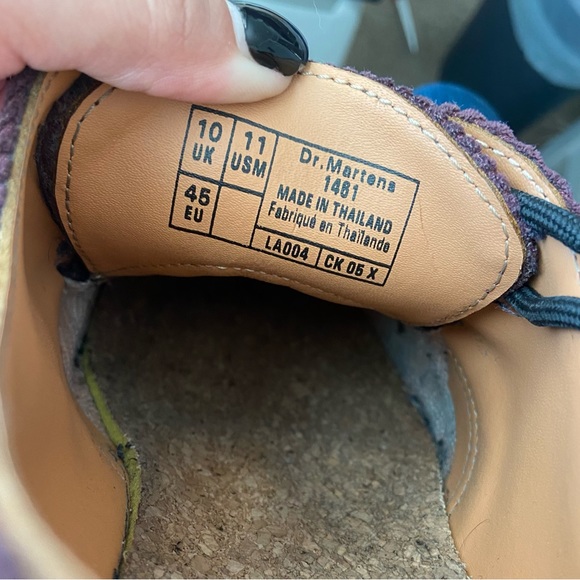 10
UK
11
USM
45
EU
Dr. Martens
1461
MADE IN THAILAND
Fabriqué en Thaïlande
LA004
CK 05 X